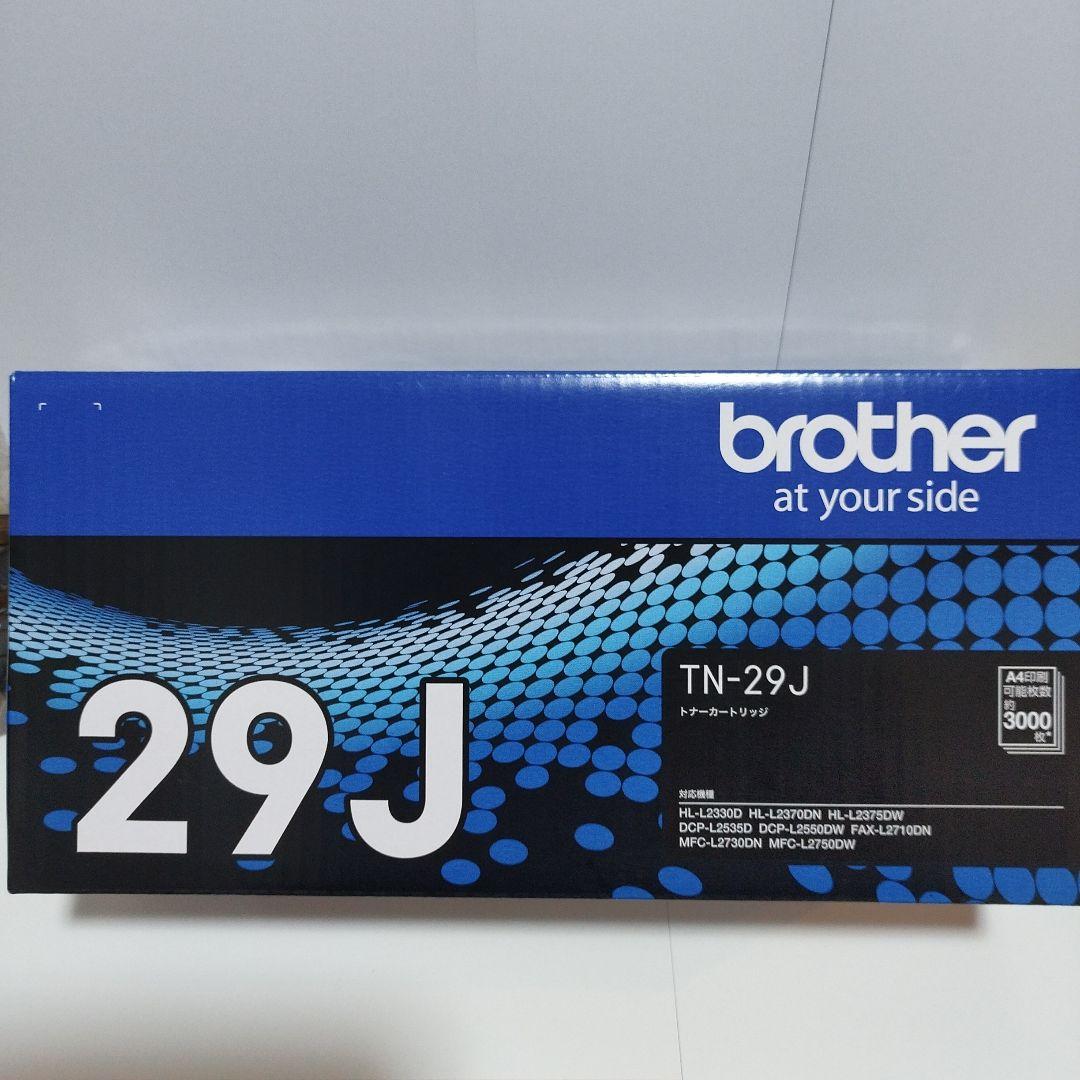 brother
at your side
29J
TN-29J
トナーカートリッジ
A4印刷
可能枚数
約
3000
枚*
対応機種
HL-L2330D HL-L2370DN HL-L2375DW
DCP-L2535D DCP-L2550DW FAX-L2710DN
MFC-L2730DN MFC-L2750DW